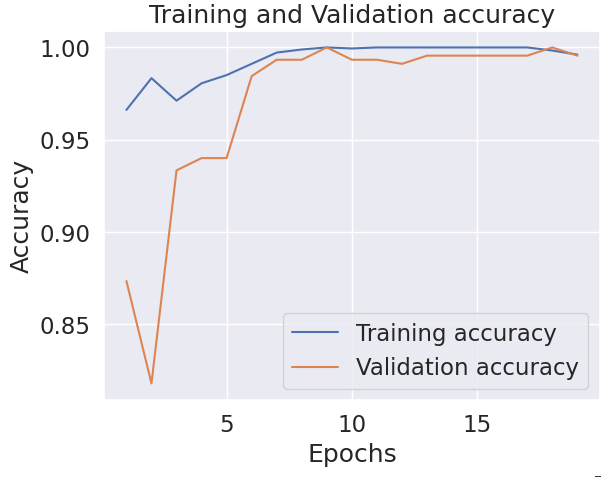 Training and Validation accuracy
1.00
0.95
0.90
0.85
Accuracy
Training accuracy
Validation accuracy
5
10
15
Epochs